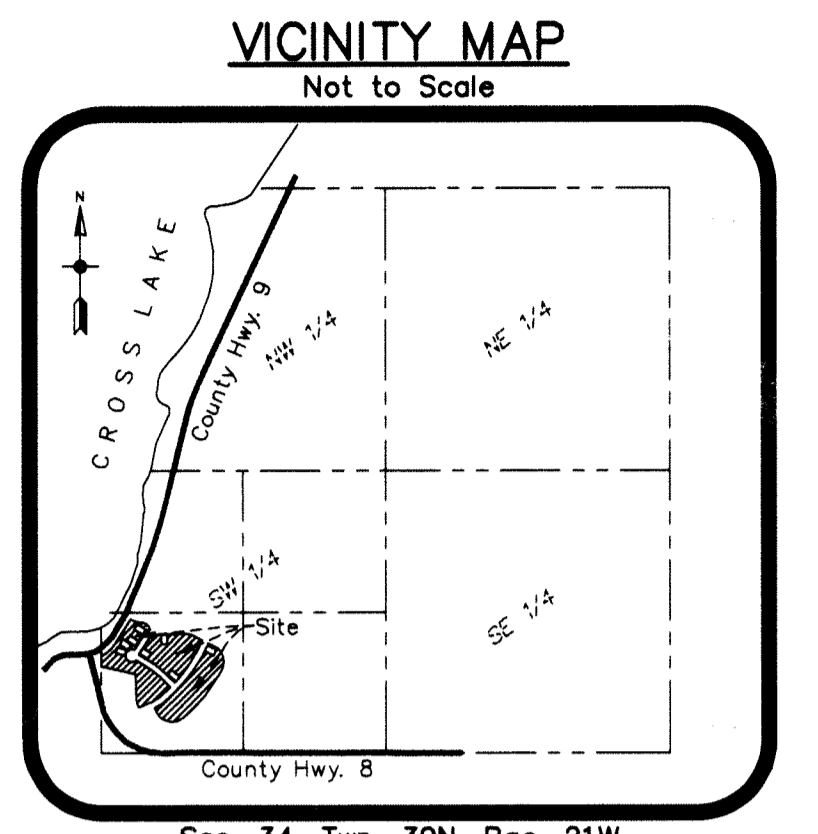 VICINITY MAP
Not to Scale
N
CROSS LAKE
County Hwy. 9
NW 1/4
NE 1/4
SW 1/4
SE 1/4
Site
County Hwy. 8
Sec. 34, Twp. 39N, Rge. 21W